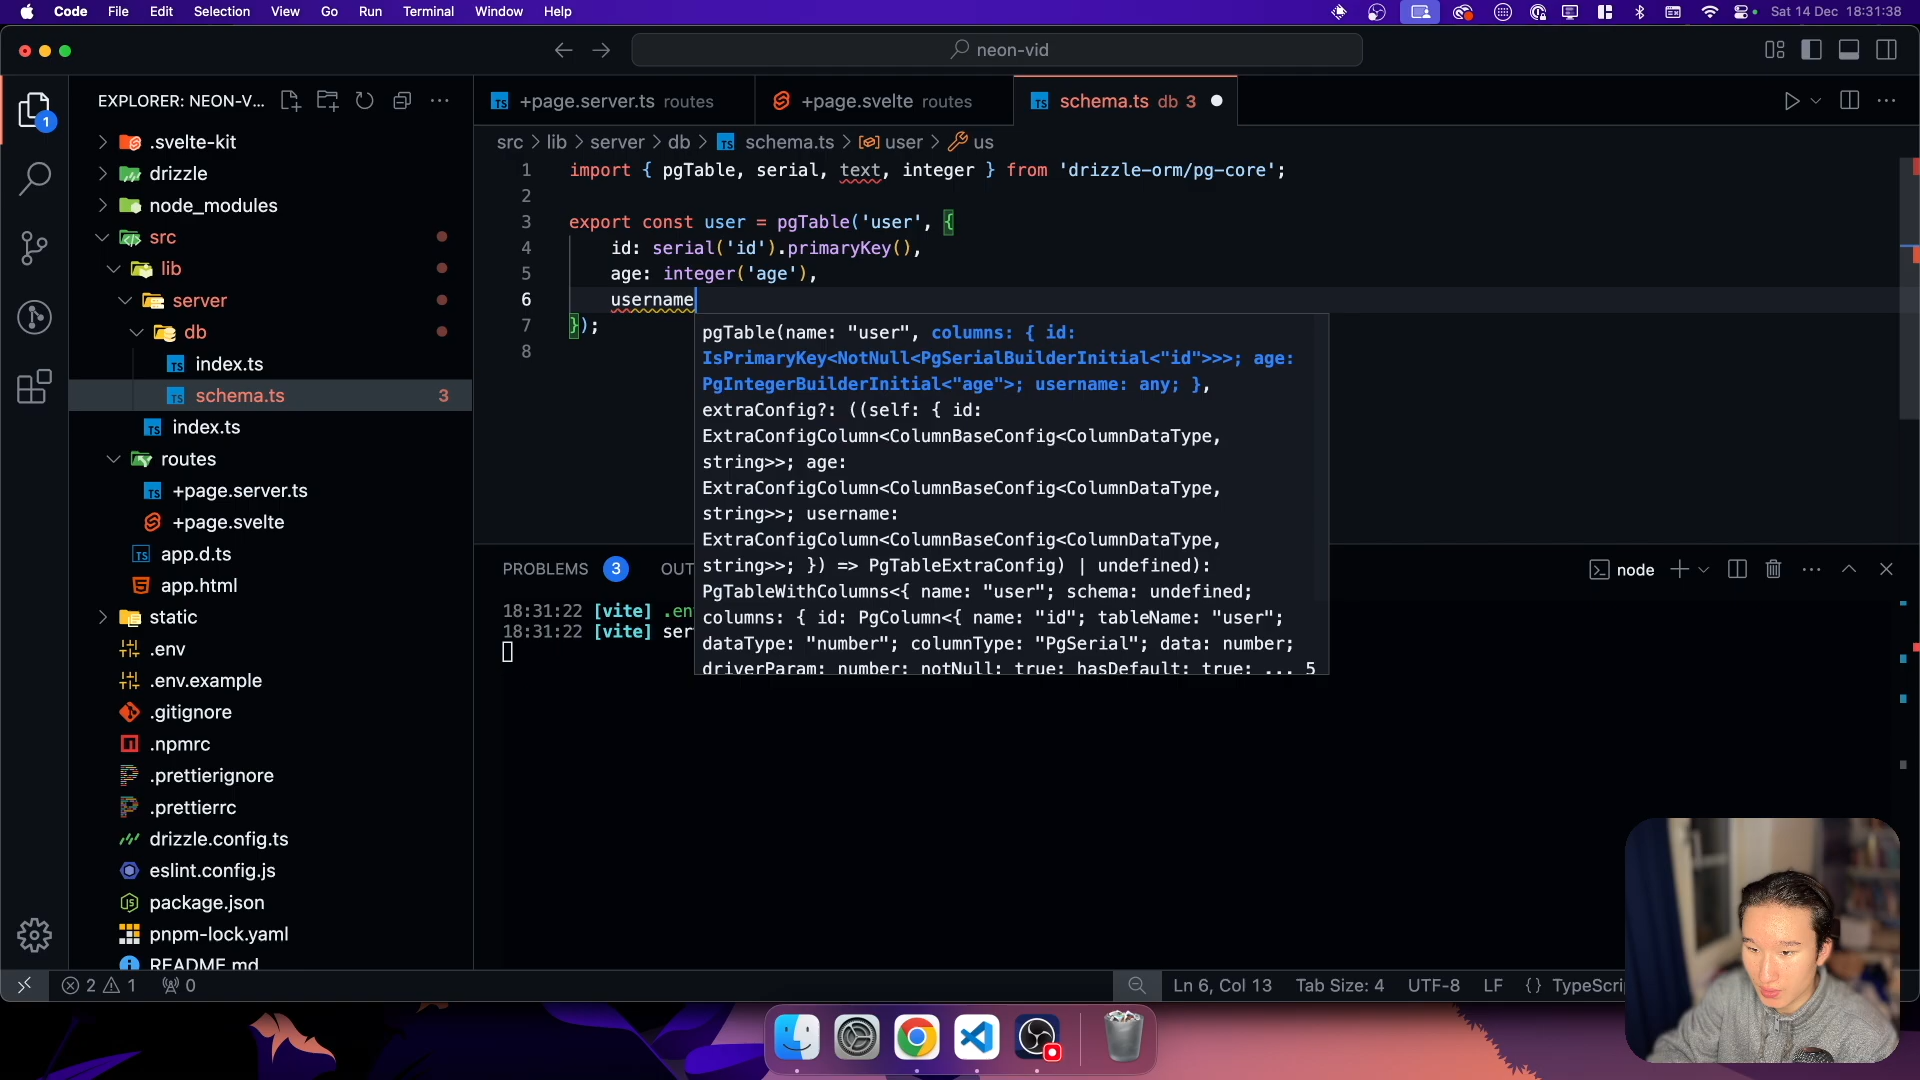 Code File Edit Selection View Go Run Terminal Window Help Sat 14 Dec 18:31:38
neon-vid
EXPLORER: NEON-V...
1
+page.server.ts routes
+page.svelte routes
schema.ts db 3
src > lib > server > db > schema.ts > user > us
.svelte-kit
drizzle
node_modules
src
lib
server
db
index.ts
schema.ts 3
index.ts
routes
+page.server.ts
+page.svelte
app.d.ts
app.html
static
.env
.env.example
.gitignore
.npmrc
.prettierignore
.prettierrc
drizzle.config.ts
eslint.config.js
package.json
pnpm-lock.yaml
README.md
1 import { pgTable, serial, text, integer } from 'drizzle-orm/pg-core';
2
3 export const user = pgTable('user', {
4 id: serial('id').primaryKey(),
5 age: integer('age'),
6 username
7 });
8
pgTable(name: "user", columns: { id:
IsPrimaryKey<NotNull<PgSerialBuilderInitial<"id">>>; age:
PgIntegerBuilderInitial<"age">; username: any; },
extraConfig?: ((self: { id:
ExtraConfigColumn<ColumnBaseConfig<ColumnDataType,
string>>; age:
ExtraConfigColumn<ColumnBaseConfig<ColumnDataType,
string>>; username:
ExtraConfigColumn<ColumnBaseConfig<ColumnDataType,
string>>; }) => PgTableExtraConfig) | undefined):
PgTableWithColumns<{ name: "user"; schema: undefined;
columns: { id: PgColumn<{ name: "id"; tableName: "user";
dataType: "number"; columnType: "PgSerial"; data: number;
driverParam: number; notNull: true; hasDefault: true; ... 5
PROBLEMS 3 OUT
node
18:31:22 [vite] .en
18:31:22 [vite] ser
2 1 0
Ln 6, Col 13 Tab Size: 4 UTF-8 LF {} TypeScri